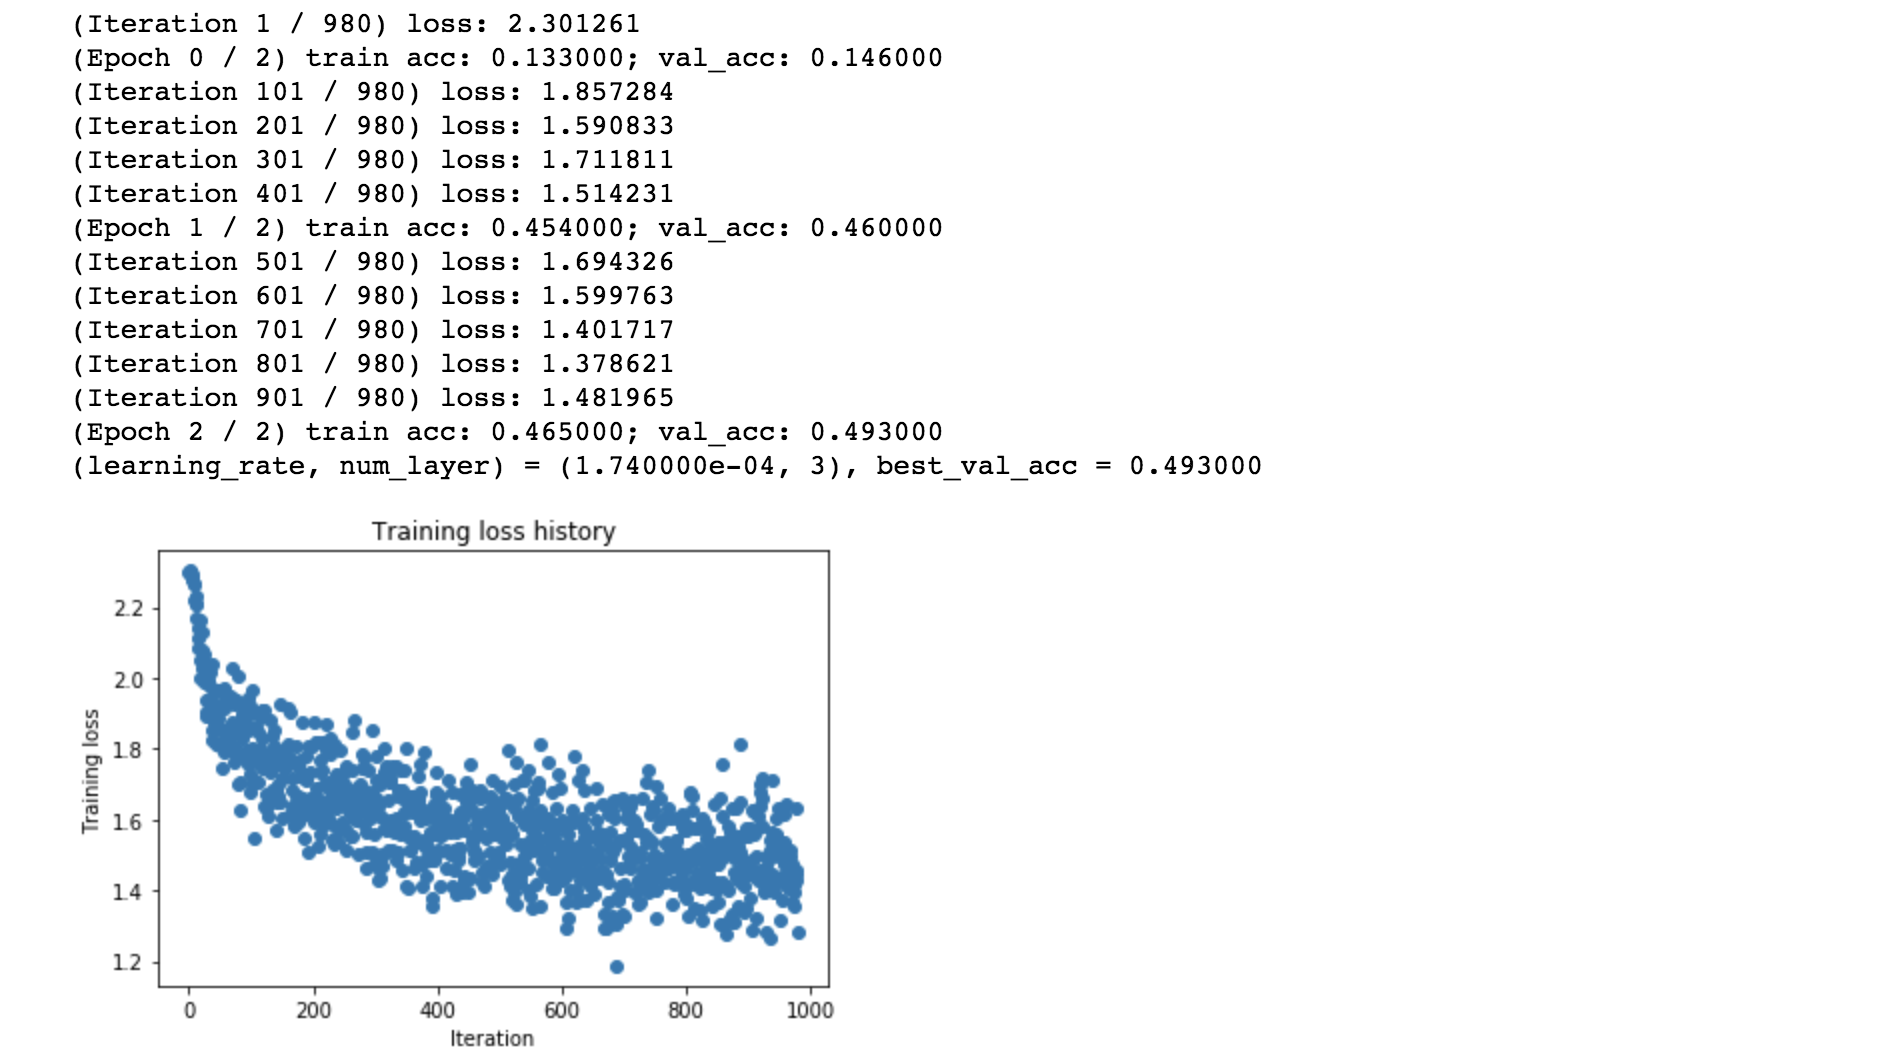 (Iteration 1 / 980) loss: 2.301261
(Epoch 0 / 2) train acc: 0.133000; val_acc: 0.146000
(Iteration 101 / 980) loss: 1.857284
(Iteration 201 / 980) loss: 1.590833
(Iteration 301 / 980) loss: 1.711811
(Iteration 401 / 980) loss: 1.514231
(Epoch 1 / 2) train acc: 0.454000; val_acc: 0.460000
(Iteration 501 / 980) loss: 1.694326
(Iteration 601 / 980) loss: 1.599763
(Iteration 701 / 980) loss: 1.401717
(Iteration 801 / 980) loss: 1.378621
(Iteration 901 / 980) loss: 1.481965
(Epoch 2 / 2) train acc: 0.465000; val_acc: 0.493000
(learning_rate, num_layer) = (1.740000e-04, 3), best_val_acc = 0.493000
Training loss history
2.2
2.0
1.8
1.6
1.4
1.2
Training loss
0 200 400 600 800 1000
Iteration